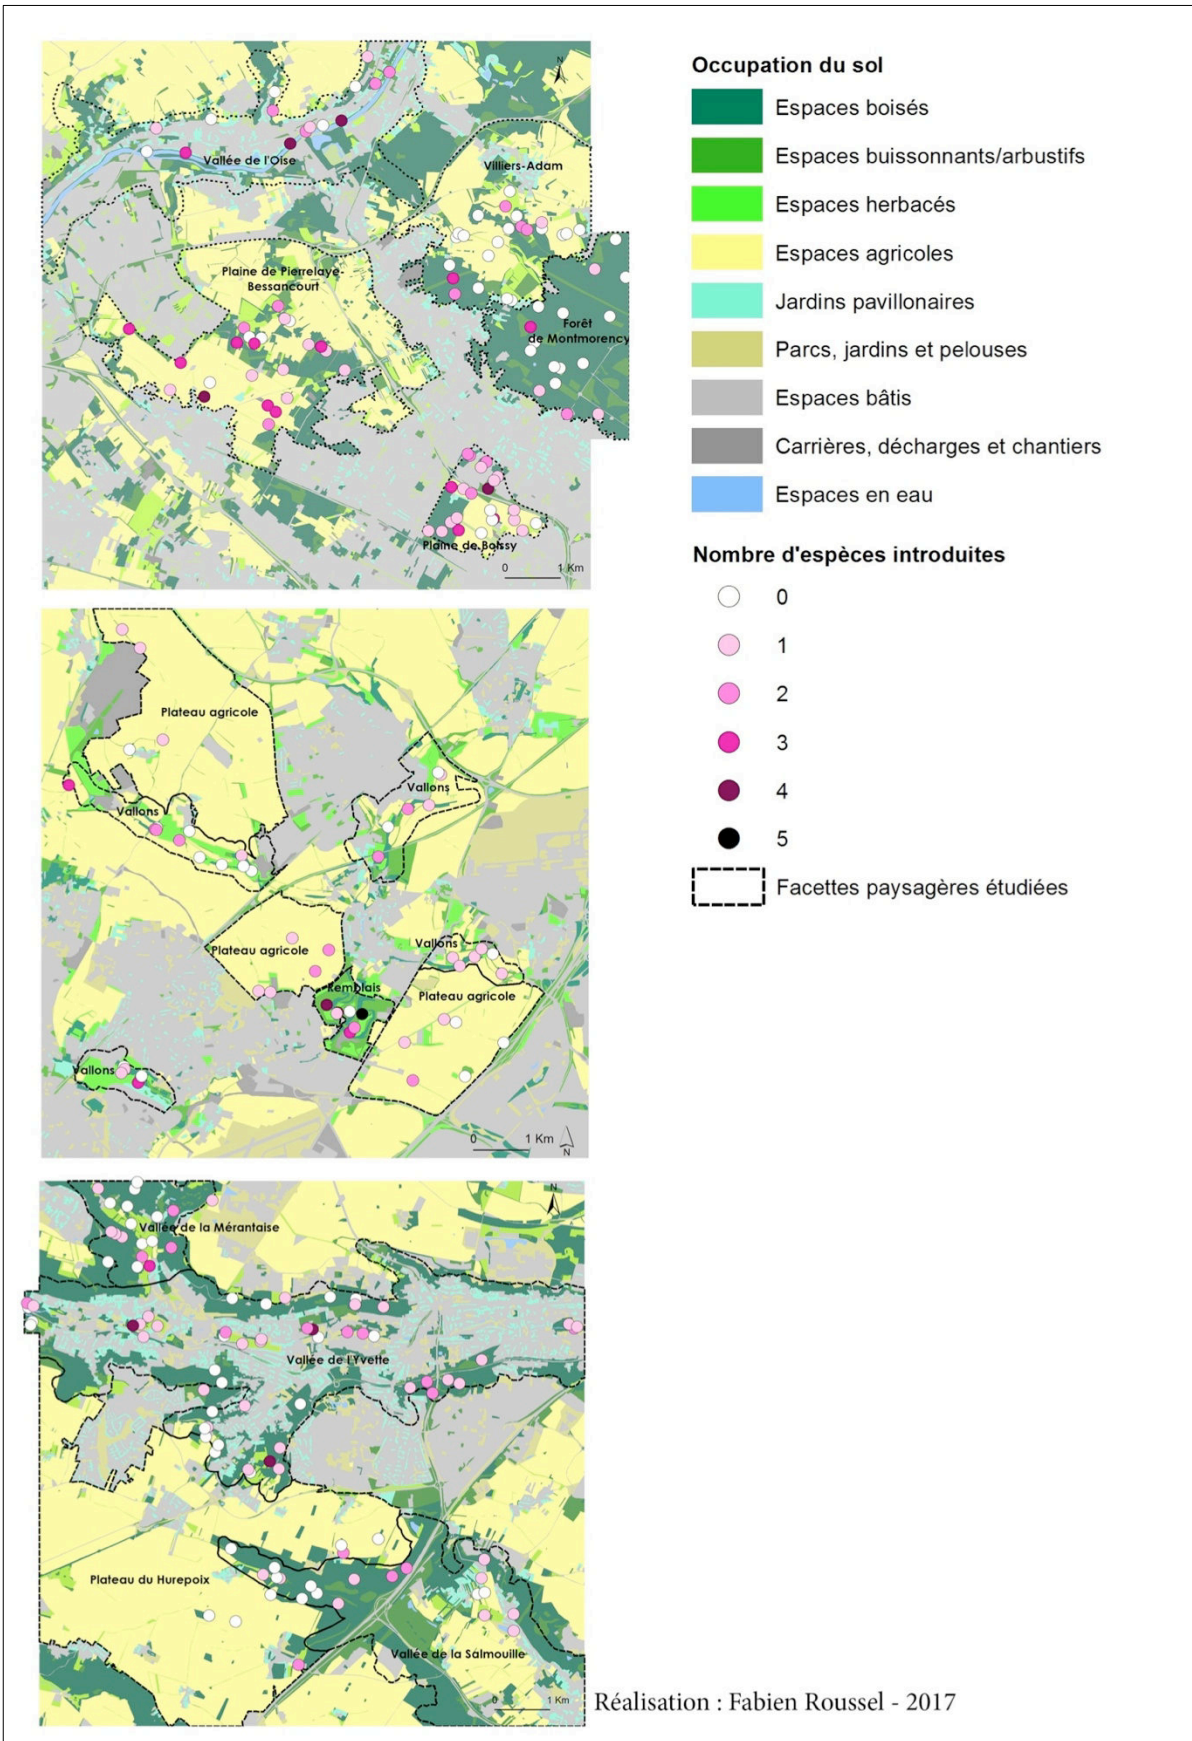 N
Vallée de l'Oise
Villiers-Adam
Plaine de Pierrelaye-
Bessancourt
Forêt
de Montmorency
Plaine de Boissy
0 1 Km
Plateau agricole
Vallons
Vallons
Plateau agricole
Vallons
Remblais
Plateau agricole
Vallons
0 1 Km
N
N
Vallée de la Mérantaise
Vallée de l'Yvette
Plateau du Hurepoix
Vallée de la Salmouille
0 1 Km
Occupation du sol
Espaces boisés
Espaces buissonnants/arbustifs
Espaces herbacés
Espaces agricoles
Jardins pavillonaires
Parcs, jardins et pelouses
Espaces bâtis
Carrières, décharges et chantiers
Espaces en eau
Nombre d'espèces introduites
0
1
2
3
4
5
Facettes paysagères étudiées
Réalisation : Fabien Roussel - 2017